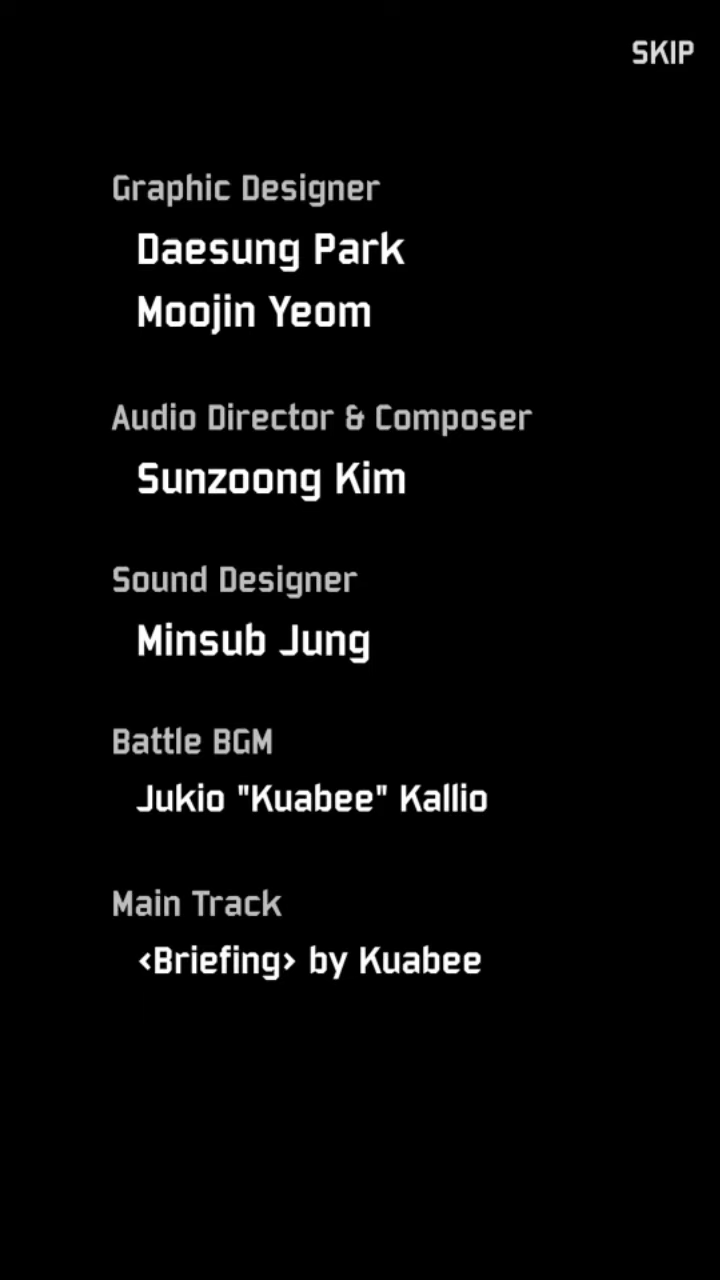 SKIP
Graphic Designer
Daesung Park
Moojin Yeom
Audio Director & Composer
Sunzoong Kim
Sound Designer
Minsub Jung
Battle BGM
Jukio "Kuabee" Kallio
Main Track
<Briefing> by Kuabee